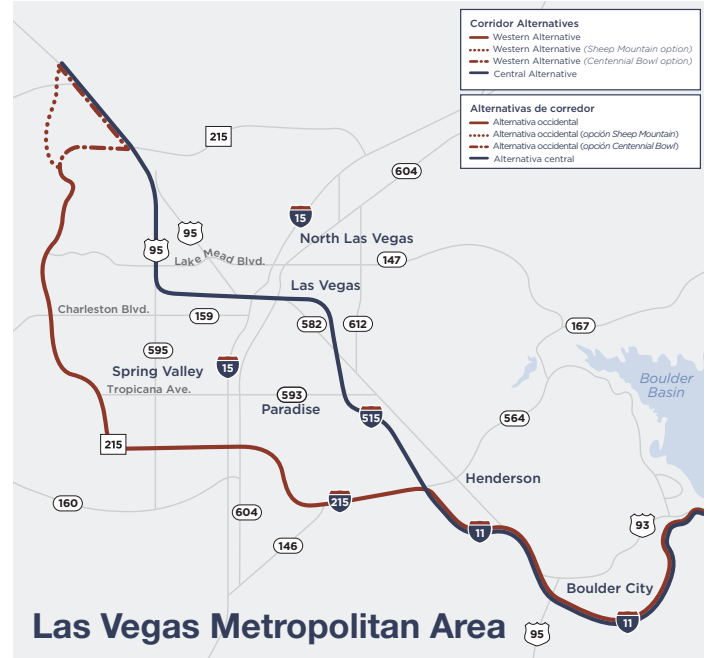 Corridor Alternatives
Western Alternative
Western Alternative (Sheep Mountain option)
Western Alternative (Centennial Bowl option)
Central Alternative
Alternativas de corredor
Alternativa occidental
Alternativa occidental (opción Sheep Mountain)
Alternativa occidental (opción Centennial Bowl)
Alternativa central
215
604
15
95
North Las Vegas
95
Lake Mead Blvd.
147
Las Vegas
Charleston Blvd.
159
582
612
167
595
Spring Valley
15
Boulder
Basin
Tropicana Ave.
593
Paradise
515
564
215
Henderson
160
215
604
93
11
146
Boulder City
11
95
Las Vegas Metropolitan Area